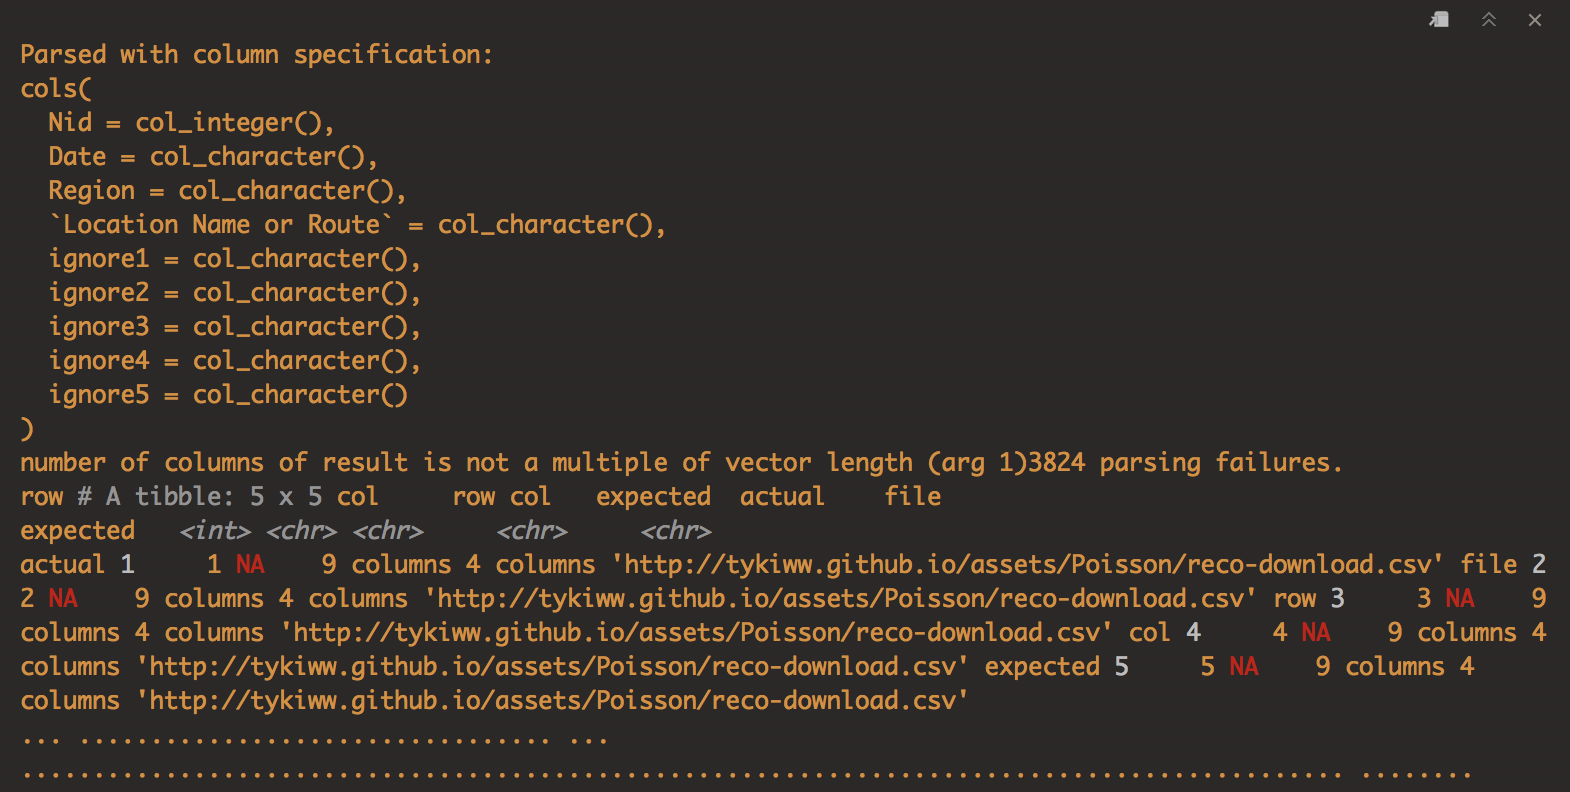 Parsed with column specification:
cols(
  Nid = col_integer(),
  Date = col_character(),
  Region = col_character(),
  `Location Name or Route` = col_character(),
  ignore1 = col_character(),
  ignore2 = col_character(),
  ignore3 = col_character(),
  ignore4 = col_character(),
  ignore5 = col_character()
)
number of columns of result is not a multiple of vector length (arg 1)3824 parsing failures.
row # A tibble: 5 x 5 col     row col   expected  actual    file
expected   <int> <chr> <chr>     <chr>     <chr>
actual 1     1 NA    9 columns 4 columns 'http://tykiww.github.io/assets/Poisson/reco-download.csv' file 2
2 NA    9 columns 4 columns 'http://tykiww.github.io/assets/Poisson/reco-download.csv' row 3     3 NA    9
columns 4 columns 'http://tykiww.github.io/assets/Poisson/reco-download.csv' col 4     4 NA    9 columns 4
columns 'http://tykiww.github.io/assets/Poisson/reco-download.csv' expected 5     5 NA    9 columns 4
columns 'http://tykiww.github.io/assets/Poisson/reco-download.csv'
... ................................. ...
............................................................................................ ........